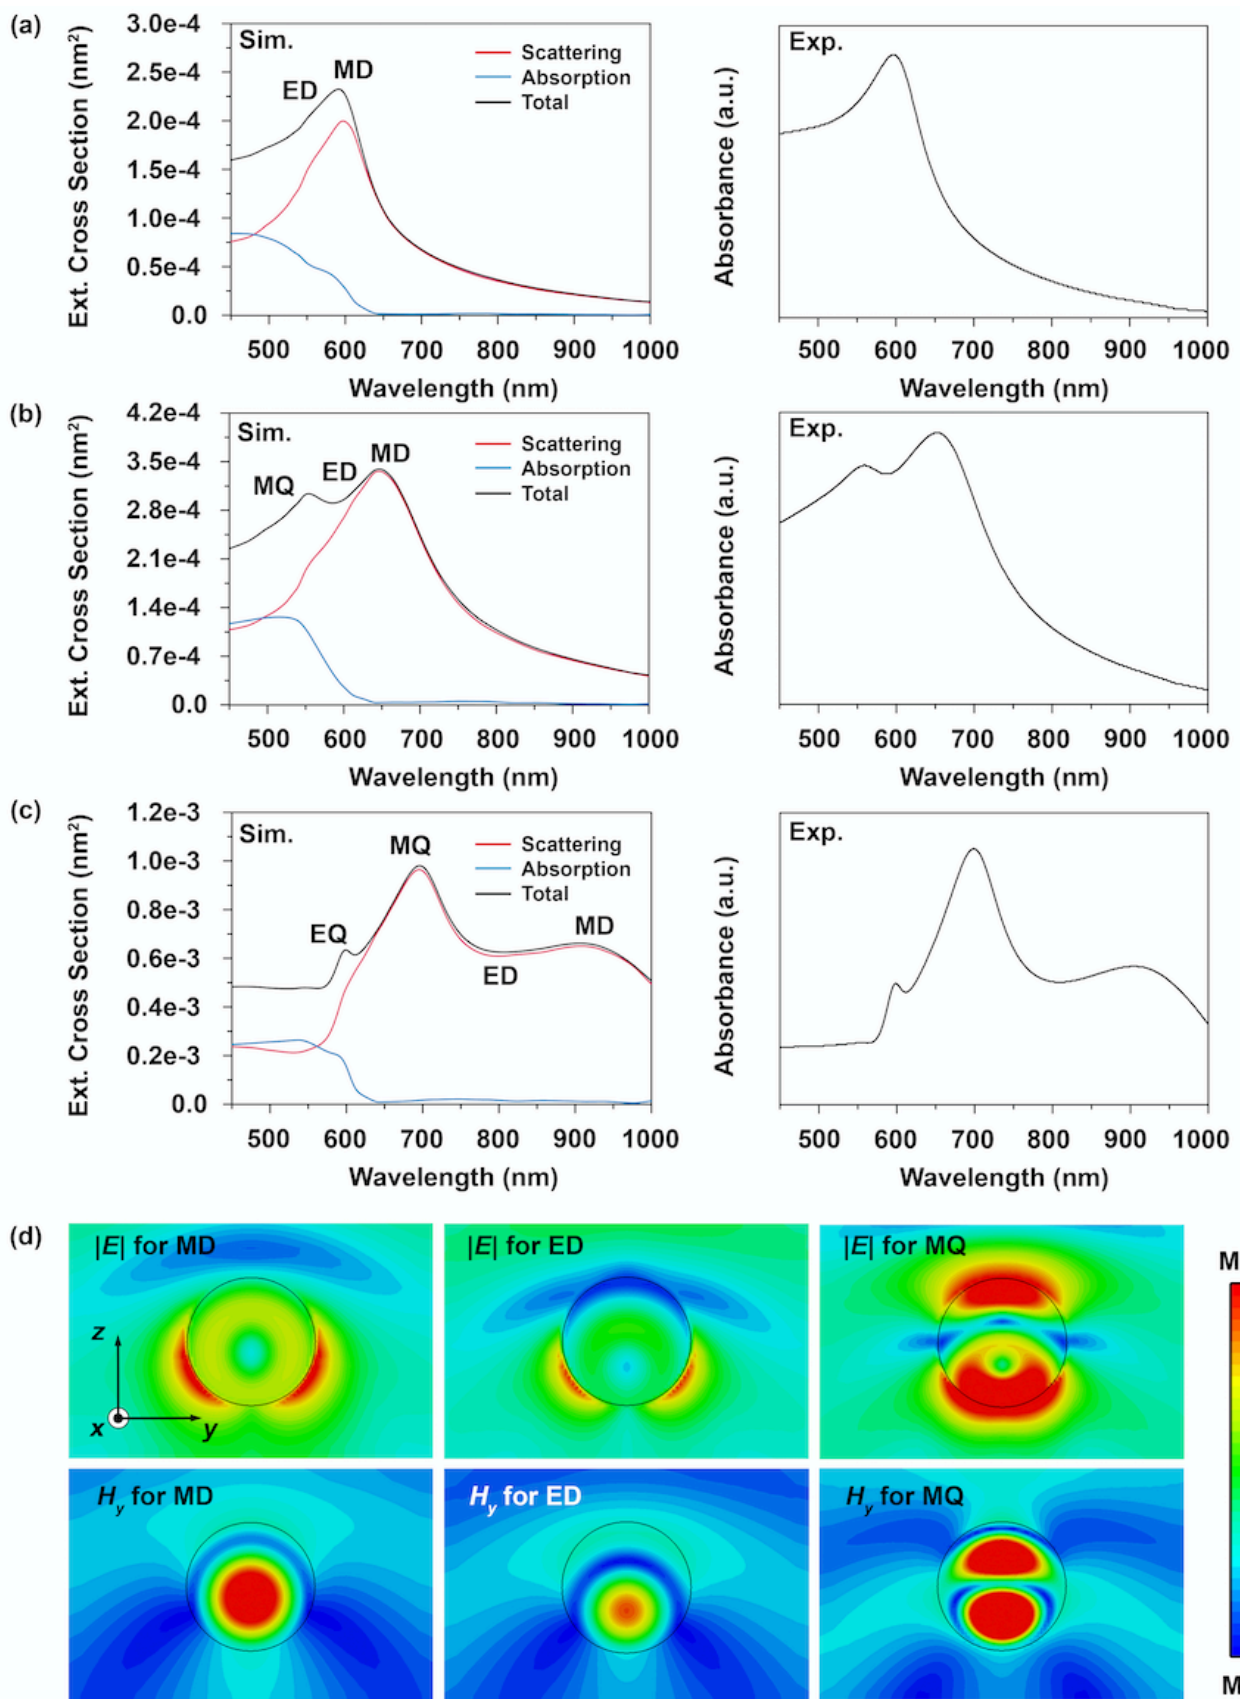 (a)
Sim.
Ext. Cross Section (nm²)
3.0e-4
2.5e-4
2.0e-4
1.5e-4
1.0e-4
0.5e-4
0.0
ED
MD
Scattering
Absorption
Total
500 600 700 800 900 1000
Wavelength (nm)
Exp.
Absorbance (a.u.)
500 600 700 800 900 1000
Wavelength (nm)
(b)
Sim.
Ext. Cross Section (nm²)
4.2e-4
3.5e-4
2.8e-4
2.1e-4
1.4e-4
0.7e-4
0.0
MQ
ED
MD
Scattering
Absorption
Total
500 600 700 800 900 1000
Wavelength (nm)
Exp.
Absorbance (a.u.)
500 600 700 800 900 1000
Wavelength (nm)
(c)
Sim.
Ext. Cross Section (nm²)
1.2e-3
1.0e-3
0.8e-3
0.6e-3
0.4e-3
0.2e-3
0.0
EQ
MQ
ED
MD
Scattering
Absorption
Total
500 600 700 800 900 1000
Wavelength (nm)
Exp.
Absorbance (a.u.)
500 600 700 800 900 1000
Wavelength (nm)
(d)
|E| for MD
z
x
y
|E| for ED
|E| for MQ
H_y for MD
H_y for ED
H_y for MQ